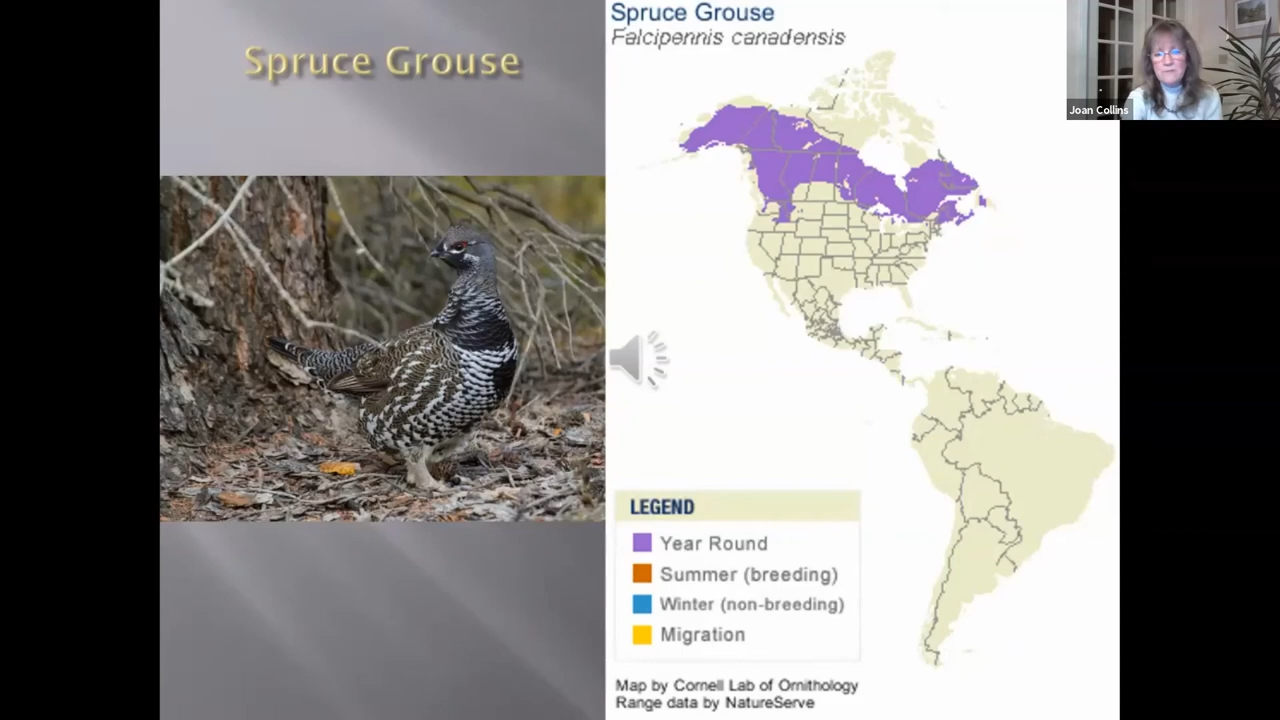 Spruce Grouse
Spruce Grouse
Falcipennis canadensis
Joan Collins
LEGEND
Year Round
Summer (breeding)
Winter (non-breeding)
Migration
Map by Cornell Lab of Ornithology
Range data by NatureServe